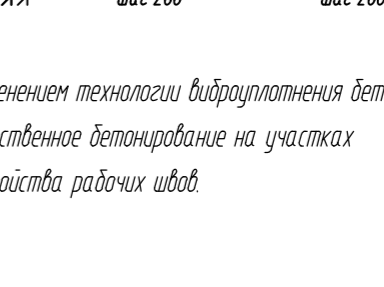 шаг 200 шаг 200
енением технологии виброуплотнения бет
ственное бетонирование на участках
ойства рабочих швов.